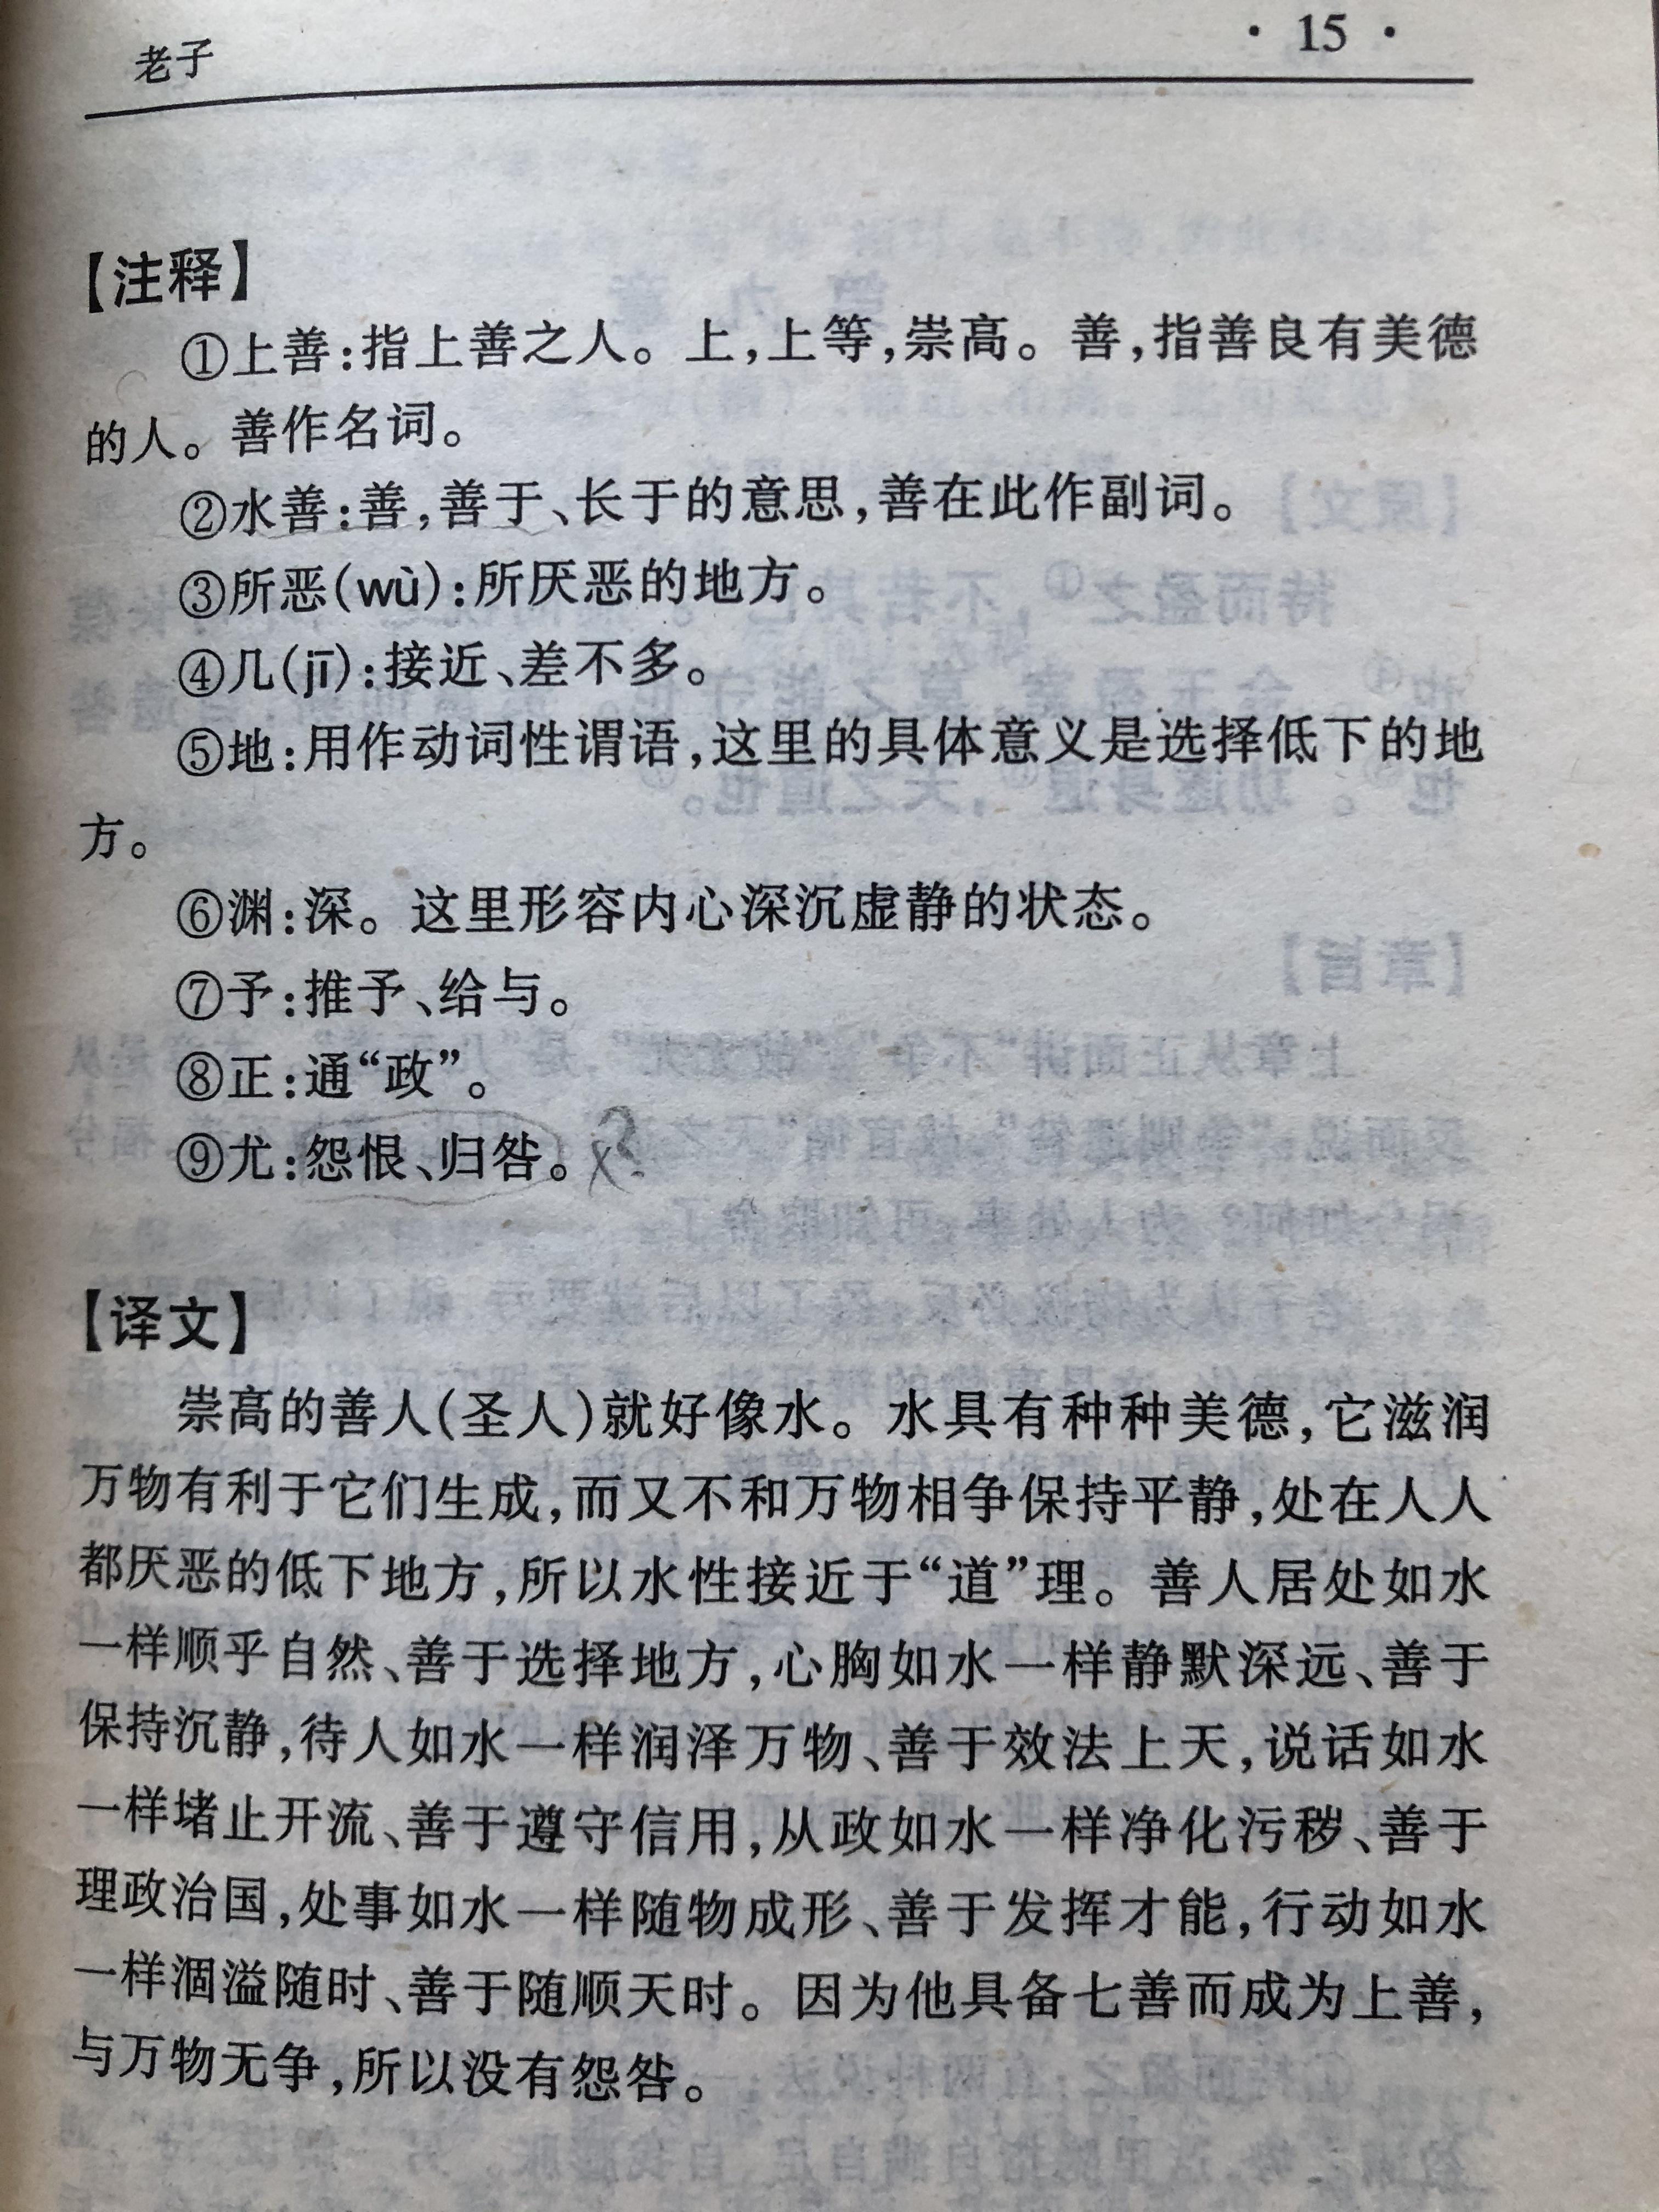 老子
· 15 ·
【注释】
①上善:指上善之人。上,上等,崇高。善,指善良有美德
的人。善作名词。
②水善:善,善于、长于的意思,善在此作副词。
③所恶(wù):所厌恶的地方。
④几(jī):接近、差不多。
⑤地:用作动词性谓语,这里的具体意义是选择低下的地
方。
⑥渊:深。这里形容内心深沉虚静的状态。
⑦予:推予、给与。
⑧正:通“政”。
⑨尤:怨恨、归咎。
【译文】
崇高的善人(圣人)就好像水。水具有种种美德,它滋润
万物有利于它们生成,而又不和万物相争保持平静,处在人人
都厌恶的低下地方,所以水性接近于“道”理。善人居处如水
一样顺乎自然、善于选择地方,心胸如水一样静默深远、善于
保持沉静,待人如水一样润泽万物、善于效法上天,说话如水
一样堵止开流、善于遵守信用,从政如水一样净化污秽、善于
理政治国,处事如水一样随物成形、善于发挥才能,行动如水
一样涸溢随时、善于随顺天时。因为他具备七善而成为上善,
与万物无争,所以没有怨咎。